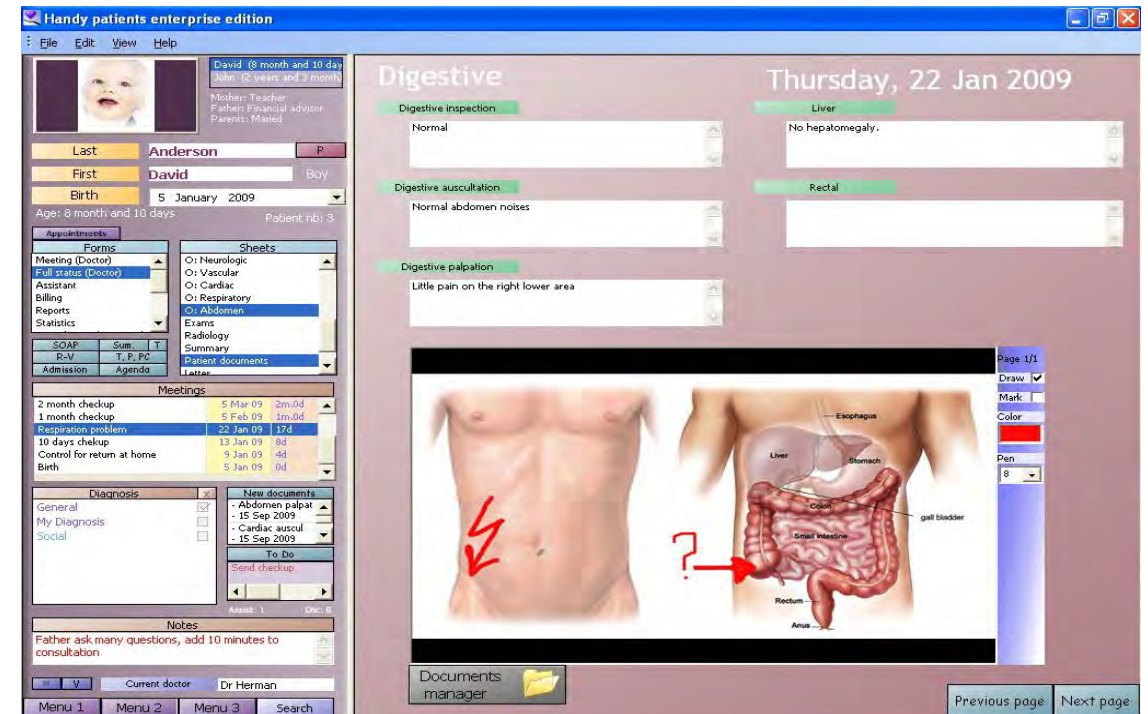 Handy patients enterprise edition
File Edit View Help
David (8 month and 10 day
John (2 years and 3 month)
Mother: Teacher
Father: Financial advisor
Parents: Maried
Last Anderson P
First David Boy
Birth 5 January 2009
Age: 8 month and 10 days Patient nb: 3
Appointments
Forms
Meeting (Doctor)
Full status (Doctor)
Assistant
Billing
Reports
Statistics
Sheets
O: Neurologic
O: Vascular
O: Cardiac
O: Respiratory
O: Abdomen
Exams
Radiology
Summary
Patient documents
Letter
SOAP Sum. T
R-V T, P, PC
Admission Agenda
Meetings
2 month checkup 5 Mar 09 2m.0d
1 month checkup 5 Feb 09 1m.0d
Respiration problem 22 Jan 09 17d
10 days chekup 13 Jan 09 8d
Control for return at home 9 Jan 09 4d
Birth 5 Jan 09 0d
Diagnosis x
General
My Diagnosis
Social
New documents
- Abdomen palpat
- 15 Sep 2009
- Cardiac auscul
- 15 Sep 2009
To Do
Send checkup
Assist: 1 Doc: 0
Notes
Father ask many questions, add 10 minutes to
consultation
V Current doctor Dr Herman
Menu 1 Menu 2 Menu 3 Search
Digestive Thursday, 22 Jan 2009
Digestive inspection
Normal
Liver
No hepatomegaly.
Digestive auscultation
Normal abdomen noises
Rectal
Digestive palpation
Little pain on the right lower area
Page 1/1
Draw
Mark
Color
Pen
8
Esophagus
Liver
Stomach
Colon
gall bladder
Small Intestine
?
Rectum
Anus
Documents
manager
Previous page Next page